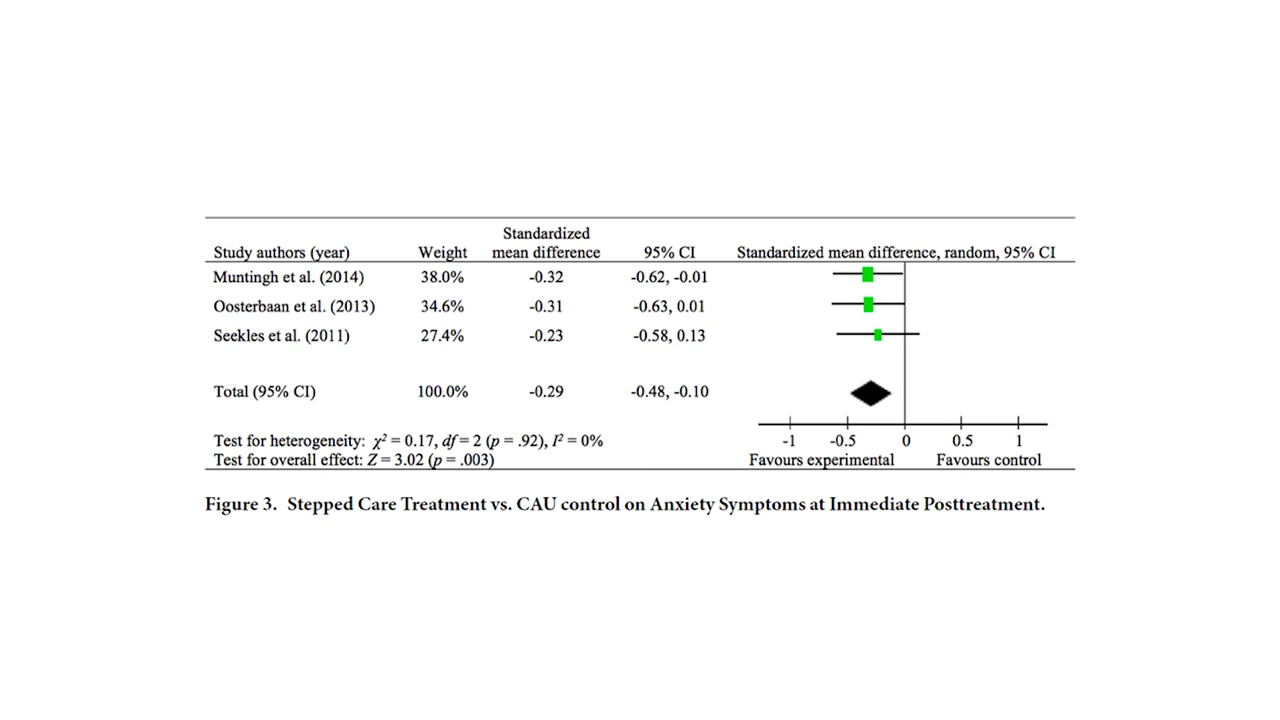 Standardized
Study authors (year) Weight mean difference 95% CI Standardized mean difference, random, 95% CI
Muntingh et al. (2014) 38.0% -0.32 -0.62, -0.01
Oosterbaan et al. (2013) 34.6% -0.31 -0.63, 0.01
Seekles et al. (2011) 27.4% -0.23 -0.58, 0.13
Total (95% CI) 100.0% -0.29 -0.48, -0.10
Test for heterogeneity: χ² = 0.17, df = 2 (p = .92), I² = 0% -1 -0.5 0 0.5 1
Test for overall effect: Z = 3.02 (p = .003) Favours experimental Favours control
Figure 3. Stepped Care Treatment vs. CAU control on Anxiety Symptoms at Immediate Posttreatment.